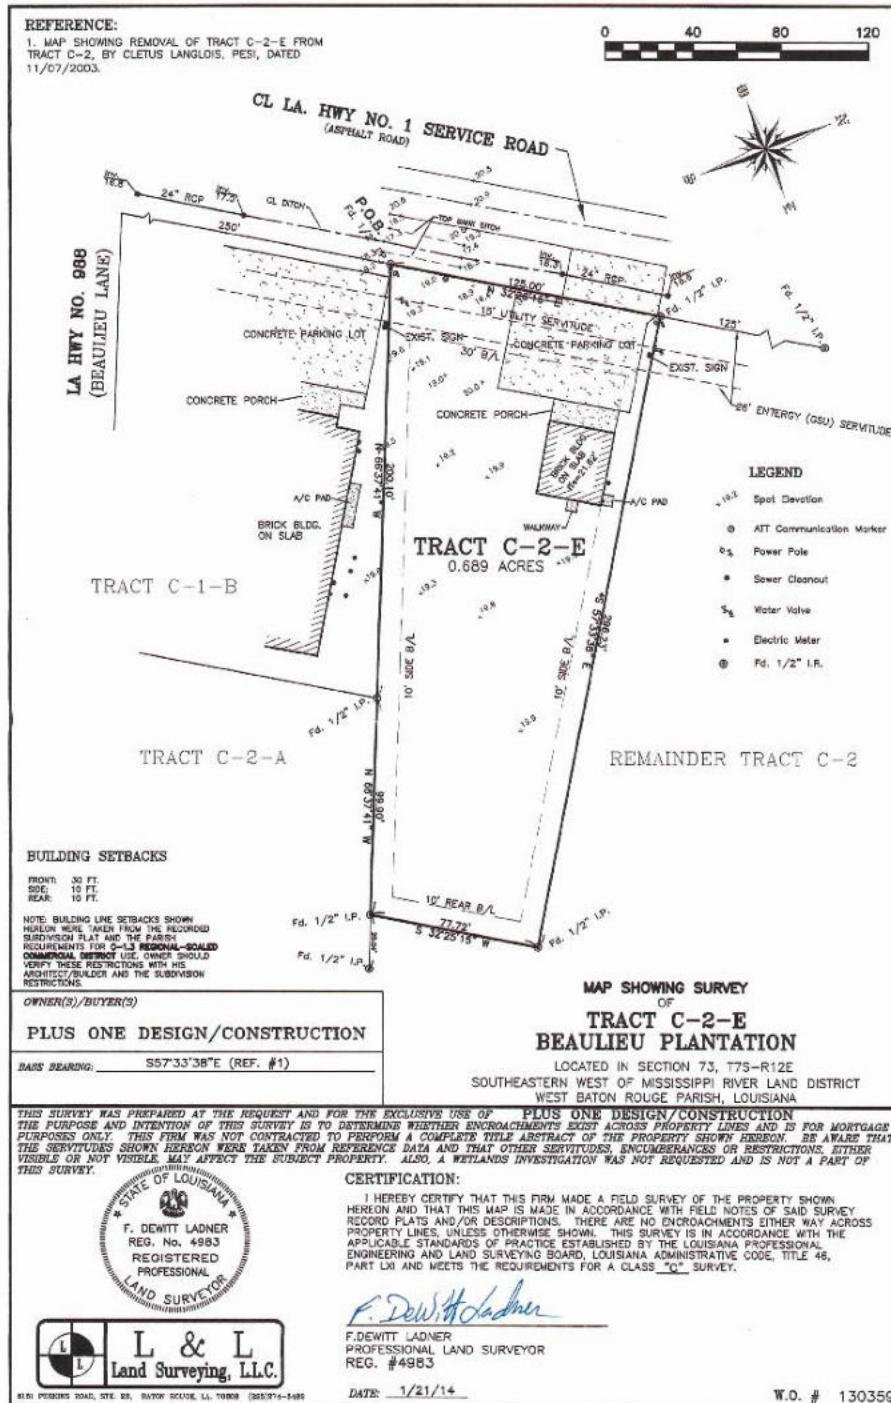 REFERENCE:
1. MAP SHOWING REMOVAL OF TRACT C-2-E FROM
TRACT C-2, BY CLETUS LANGLOIS, PESI, DATED
11/07/2003.
0 40 80 120
CL LA. HWY NO. 1 SERVICE ROAD
(ASPHALT ROAD)
24" RCP
CL DITCH
P.O.B.
TOP BANK DITCH
250'
LA HWY NO. 988
(BEAULIEU LANE)
24" RCP
125.00'
15' UTILITY SERVITUDE
Fd. 1/2" I.P.
125'
Fd. 1/2" I.P.
CONCRETE PARKING LOT
EXIST. SIGN
30' B/L
CONCRETE PARKING LOT
EXIST. SIGN
CONCRETE PORCH
CONCRETE PORCH
ENTERGY (GSU) SERVITUDE
N 66°37'41" W
200.10'
BRICK BLDG.
ON SLAB
A/C PAD
A/C PAD
BRICK BLDG.
ON SLAB
WALKWAY
TRACT C-2-E
0.689 ACRES
TRACT C-1-B
LEGEND
19.2 Spot Elevation
ATT Communication Marker
Power Pole
Sewer Cleanout
Water Valve
Electric Meter
Fd. 1/2" I.R.
10' SIDE B/L
10' SIDE B/L
296.23'
S 57°33'38" E
Fd. 1/2" I.P.
TRACT C-2-A
REMAINDER TRACT C-2
N 66°37'41" W
99.90'
BUILDING SETBACKS
FRONT: 30 FT.
SIDE: 10 FT.
REAR: 10 FT.
10' REAR B/L
77.72'
S 32°25'15" W
Fd. 1/2" I.P.
Fd. 1/2" I.P.
Fd. 1/2" I.P.
NOTE: BUILDING LINE SETBACKS SHOWN
HEREON WERE TAKEN FROM THE RECORDED
SUBDIVISION PLAT AND THE PARISH
REQUIREMENTS FOR C-1.3 REGIONAL-SCALED
COMMERCIAL DISTRICT USE. OWNER SHOULD
VERIFY THESE RESTRICTIONS WITH HIS
ARCHITECT/BUILDER AND THE SUBDIVISION
RESTRICTIONS.
OWNER(S)/BUYER(S)
PLUS ONE DESIGN/CONSTRUCTION
BASE BEARING: S57°33'38"E (REF. #1)
MAP SHOWING SURVEY
OF
TRACT C-2-E
BEAULIEU PLANTATION
LOCATED IN SECTION 73, T7S-R12E
SOUTHEASTERN WEST OF MISSISSIPPI RIVER LAND DISTRICT
WEST BATON ROUGE PARISH, LOUISIANA
THIS SURVEY WAS PREPARED AT THE REQUEST AND FOR THE EXCLUSIVE USE OF PLUS ONE DESIGN/CONSTRUCTION
THE PURPOSE AND INTENTION OF THIS SURVEY IS TO DETERMINE WHETHER ENCROACHMENTS EXIST ACROSS PROPERTY LINES AND IS FOR MORTGAGE
PURPOSES ONLY. THIS FIRM WAS NOT CONTRACTED TO PERFORM A COMPLETE TITLE ABSTRACT OF THE PROPERTY SHOWN HEREON. BE AWARE THAT
THE SERVITUDES SHOWN HEREON WERE TAKEN FROM REFERENCE DATA AND THAT OTHER SERVITUDES, ENCUMBERANCES OR RESTRICTIONS, EITHER
VISIBLE OR NOT VISIBLE, MAY AFFECT THE SUBJECT PROPERTY. ALSO, A WETLANDS INVESTIGATION WAS NOT REQUESTED AND IS NOT A PART OF
THIS SURVEY.
STATE OF LOUISIANA
F. DEWITT LADNER
REG. No. 4983
REGISTERED
PROFESSIONAL
LAND SURVEYOR
CERTIFICATION:
I HEREBY CERTIFY THAT THIS FIRM MADE A FIELD SURVEY OF THE PROPERTY SHOWN
HEREON AND THAT THIS MAP IS MADE IN ACCORDANCE WITH FIELD NOTES OF SAID SURVEY
RECORD PLATS AND/OR DESCRIPTIONS. THERE ARE NO ENCROACHMENTS EITHER WAY ACROSS
PROPERTY LINES, UNLESS OTHERWISE SHOWN. THIS SURVEY IS IN ACCORDANCE WITH THE
APPLICABLE STANDARDS OF PRACTICE ESTABLISHED BY THE LOUISIANA PROFESSIONAL
ENGINEERING AND LAND SURVEYING BOARD, LOUISIANA ADMINISTRATIVE CODE, TITLE 46,
PART LXI AND MEETS THE REQUIREMENTS FOR A CLASS "C" SURVEY.
F. DeWitt Ladner
F.DEWITT LADNER
PROFESSIONAL LAND SURVEYOR
REG. #4983
DATE: 1/21/14
L L
L & L
Land Surveying, L.L.C.
W.O. # 130359